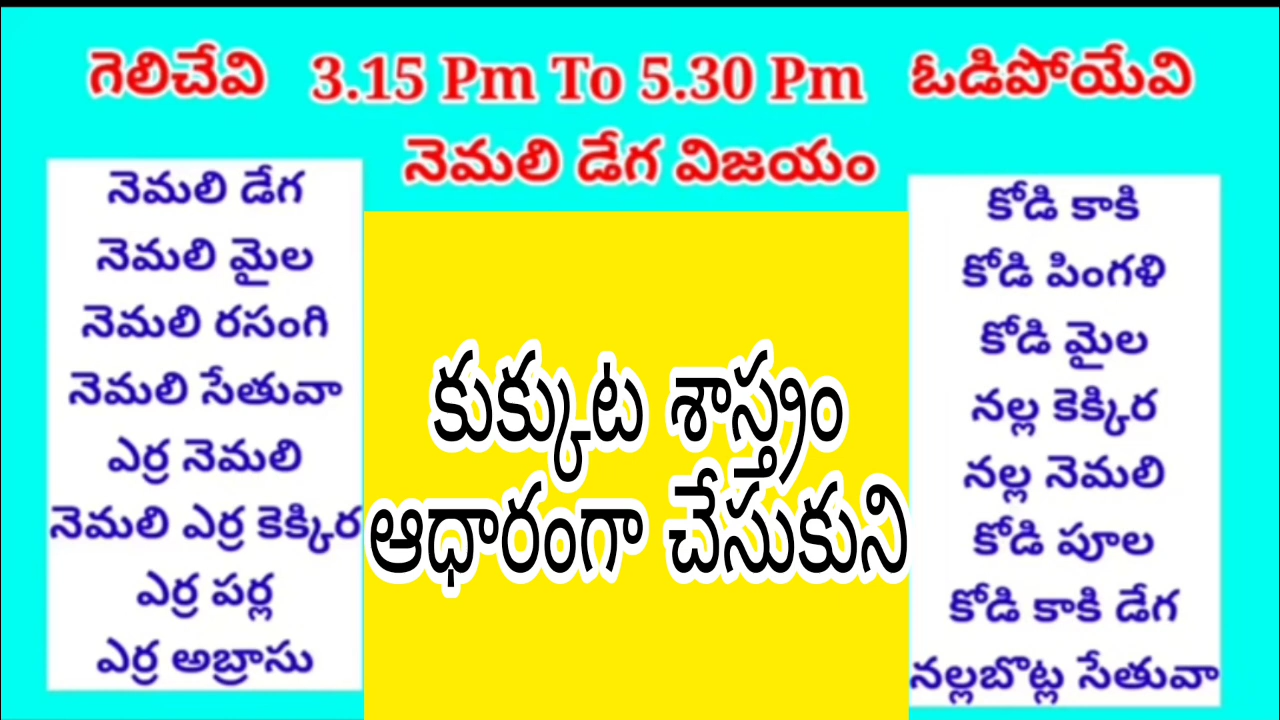 గెలిచేవి 3.15 Pm To 5.30 Pm ఓడిపోయేవి
నెమలి డేగ విజయం
నెమలి డేగ
నెమలి మైల
నెమలి రసంగి
నెమలి సేతువా
ఎర్ర నెమలి
నెమలి ఎర్ర కెక్కిర
ఎర్ర పర్ల
ఎర్ర అబ్రాసు
కుక్కుట శాస్త్రం
ఆధారంగా చేసుకుని
కోడి కాకి
కోడి పింగళి
కోడి మైల
నల్ల కెక్కిర
నల్ల నెమలి
కోడి పూల
కోడి కాకి డేగ
నల్లబొట్ల సేతువా